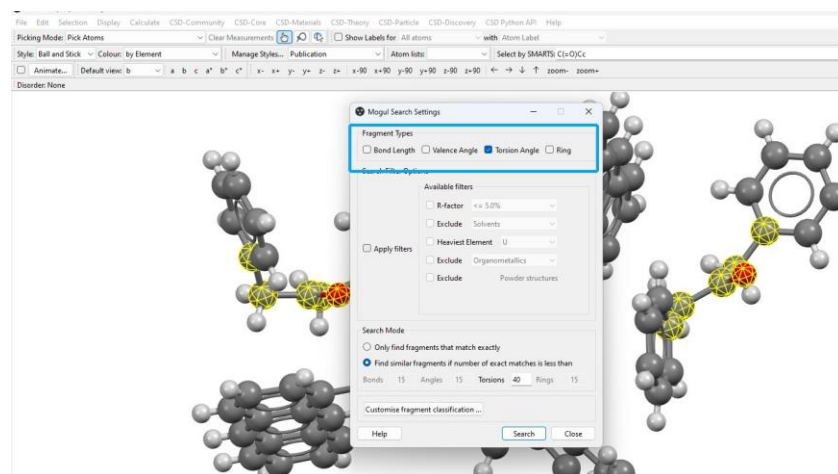 File Edit Selection Display Calculate CSD-Community CSD-Core CSD-Materials CSD-Theory CSD-Particle CSD-Discovery CSD Python API Help
Picking Mode: Pick Atoms Clear Measurements Show Labels for All atoms with Atom Label
Style: Ball and Stick Colour: by Element Manage Styles... Publication Atom lists: Select by SMARTS: C(=O)Cc
Animate... Default view: b a b c a* b* c* x- x+ y- y+ z- z+ x-90 x+90 y-90 y+90 z-90 z+90 ← → ↓ ↑ zoom- zoom+
Disorder: None
Mogul Search Settings
Fragment Types
Bond Length Valence Angle Torsion Angle Ring
Search Filter Options
Available filters
R-factor <= 5.0%
Exclude Solvents
Heaviest Element U
Apply filters
Exclude Organometallics
Exclude Powder structures
Search Mode
Only find fragments that match exactly
Find similar fragments if number of exact matches is less than
Bonds 15 Angles 15 Torsions 40 Rings 15
Customise fragment classification ...
Help Search Close